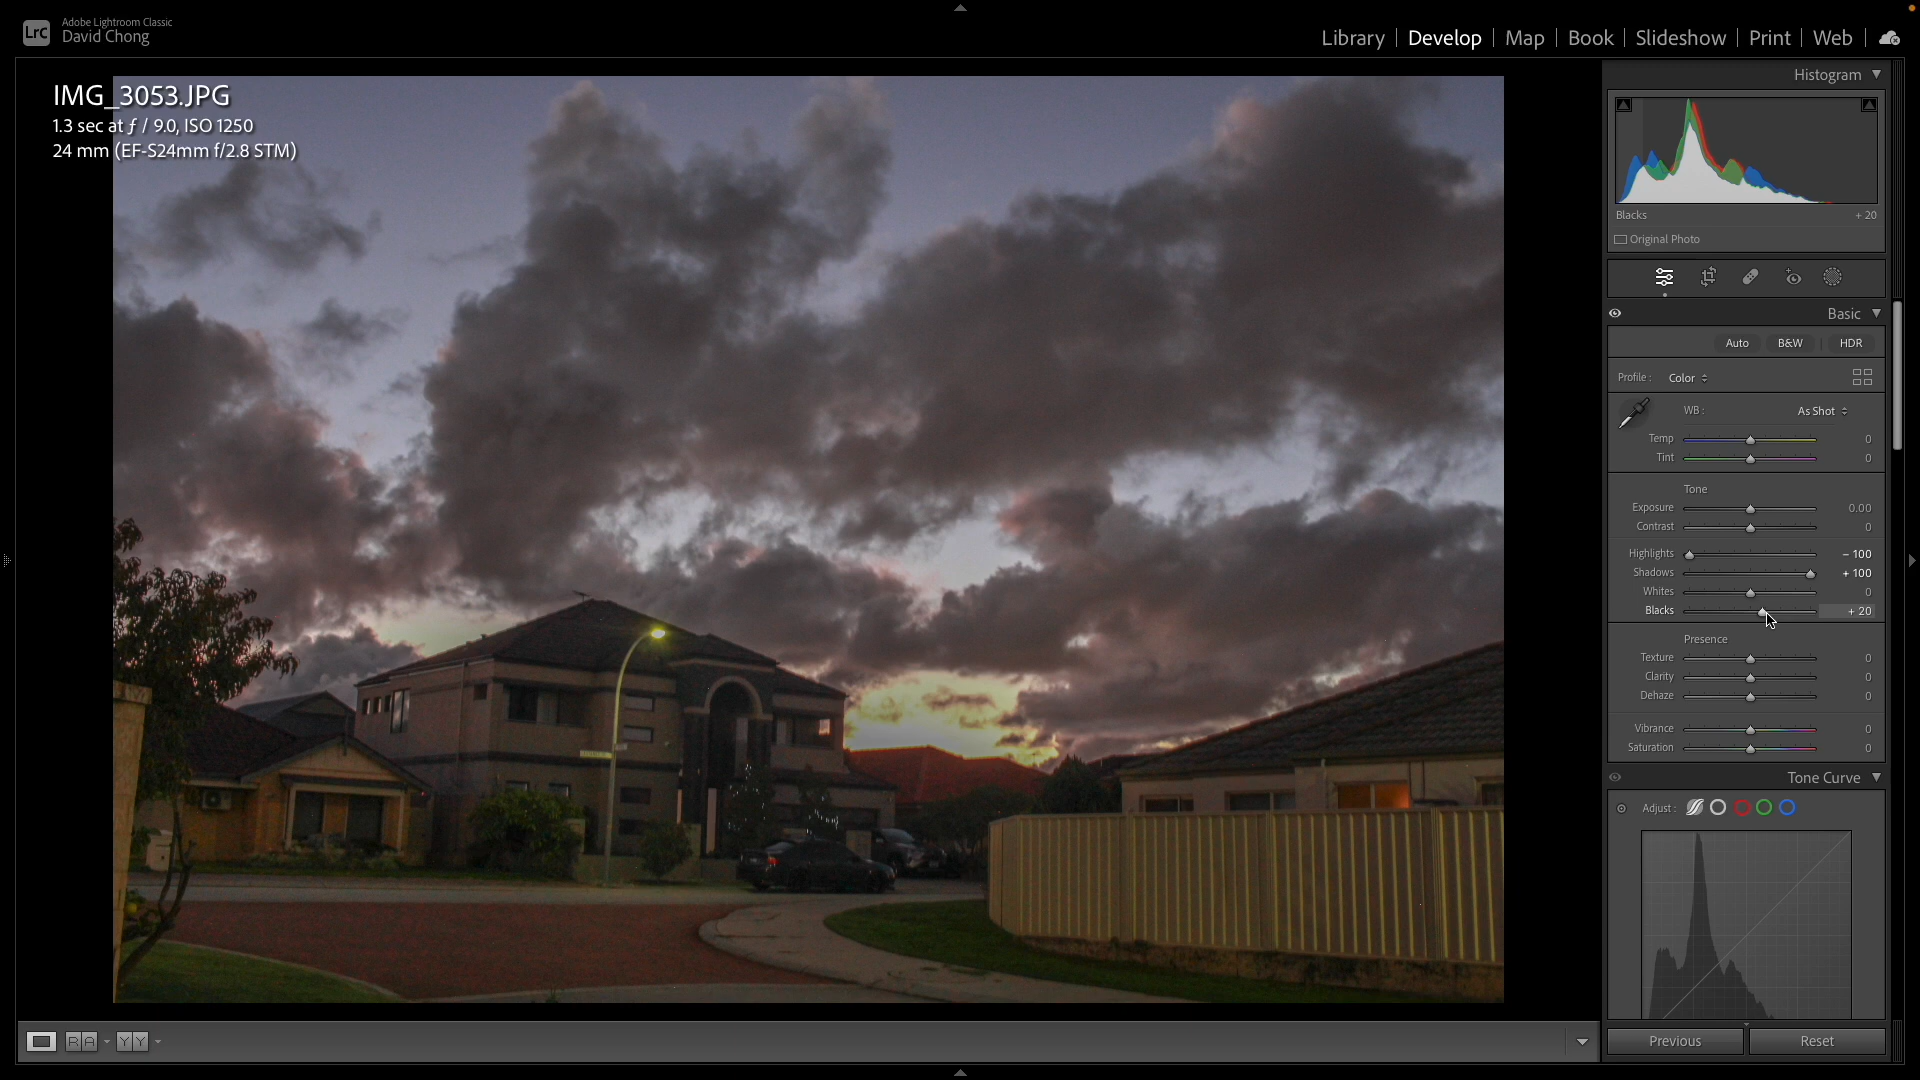 LrC
Adobe Lightroom Classic
David Chong
Library | Develop | Map | Book | Slideshow | Print | Web
IMG_3053.JPG
1.3 sec at ƒ / 9.0, ISO 1250
24 mm (EF-S24mm f/2.8 STM)
Histogram
Blacks + 20
Original Photo
Basic
Auto B&W | HDR
Profile : Color
WB : As Shot
Temp 0
Tint 0
Tone
Exposure 0.00
Contrast 0
Highlights – 100
Shadows + 100
Whites 0
Blacks + 20
Presence
Texture 0
Clarity 0
Dehaze 0
Vibrance 0
Saturation 0
Tone Curve
Adjust :
R A Y Y
Previous Reset